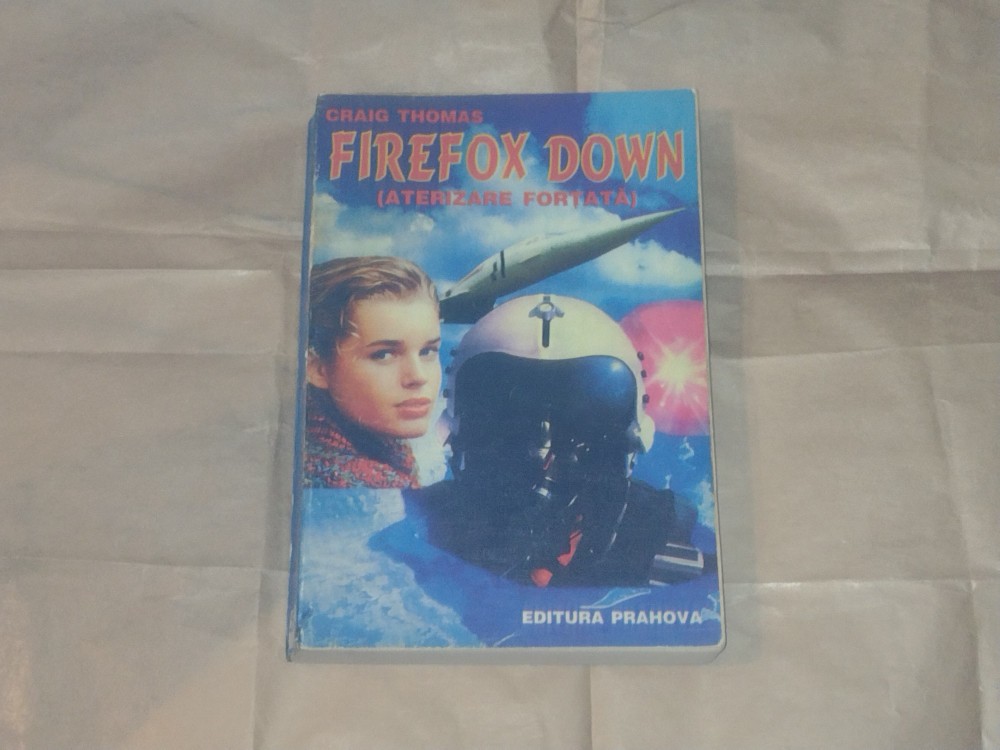 CRAIG THOMAS
FIREFOX DOWN
(ATERIZARE FORȚATĂ)
EDITURA PRAHOVA